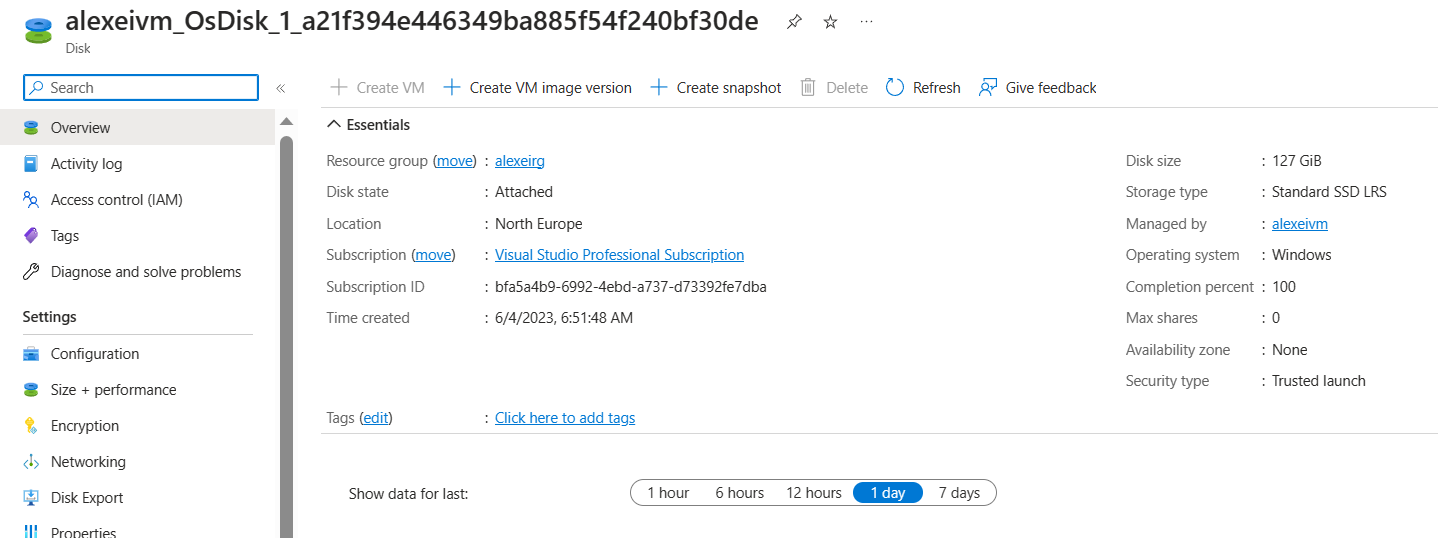 alexeivm_OsDisk_1_a21f394e446349ba885f54f240bf30de
Disk
Search
Overview
Activity log
Access control (IAM)
Tags
Diagnose and solve problems
Settings
Configuration
Size + performance
Encryption
Networking
Disk Export
Properties
Create VM Create VM image version Create snapshot Delete Refresh Give feedback
Essentials
Resource group (move) : alexeirg
Disk state : Attached
Location : North Europe
Subscription (move) : Visual Studio Professional Subscription
Subscription ID : bfa5a4b9-6992-4ebd-a737-d73392fe7dba
Time created : 6/4/2023, 6:51:48 AM
Disk size : 127 GiB
Storage type : Standard SSD LRS
Managed by : alexeivm
Operating system : Windows
Completion percent : 100
Max shares : 0
Availability zone : None
Security type : Trusted launch
Tags (edit) : Click here to add tags
Show data for last: 1 hour 6 hours 12 hours 1 day 7 days